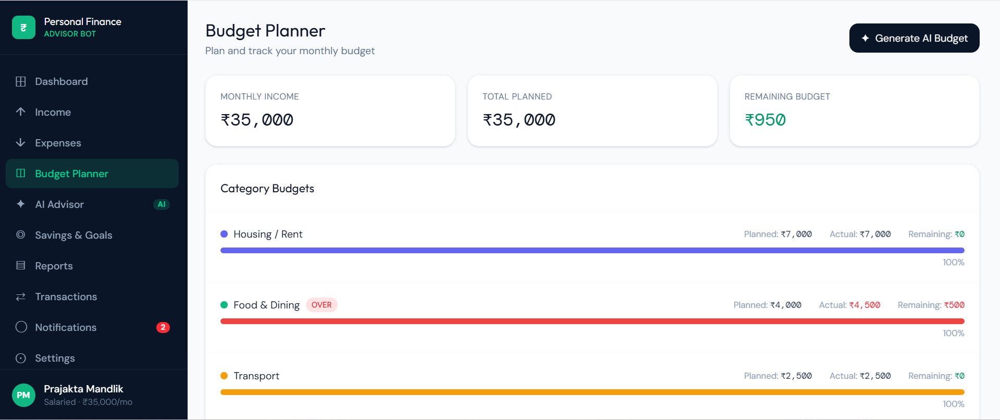 ₹
Personal Finance
ADVISOR BOT
Dashboard
Income
Expenses
Budget Planner
AI Advisor AI
Savings & Goals
Reports
Transactions
Notifications 2
Settings
PM
Prajakta Mandlik
Salaried · ₹35,000/mo
Budget Planner
Plan and track your monthly budget
Generate AI Budget
MONTHLY INCOME
₹35,000
TOTAL PLANNED
₹35,000
REMAINING BUDGET
₹950
Category Budgets
Housing / Rent Planned: ₹7,000 Actual: ₹7,000 Remaining: ₹0
100%
Food & Dining OVER Planned: ₹4,000 Actual: ₹4,500 Remaining: ₹500
100%
Transport Planned: ₹2,500 Actual: ₹2,500 Remaining: ₹0
100%